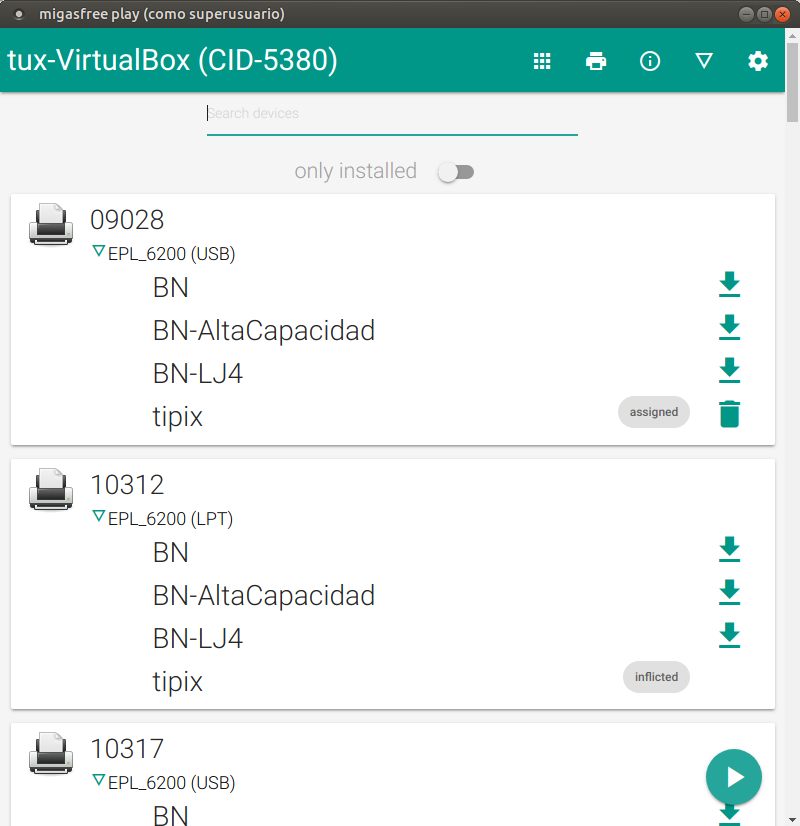 migasfree play (como superusuario)
tux-VirtualBox (CID-5380)
Search devices
only installed
09028
EPL_6200 (USB)
BN
BN-AltaCapacidad
BN-LJ4
tipix assigned
10312
EPL_6200 (LPT)
BN
BN-AltaCapacidad
BN-LJ4
tipix inflicted
10317
EPL_6200 (USB)
BN